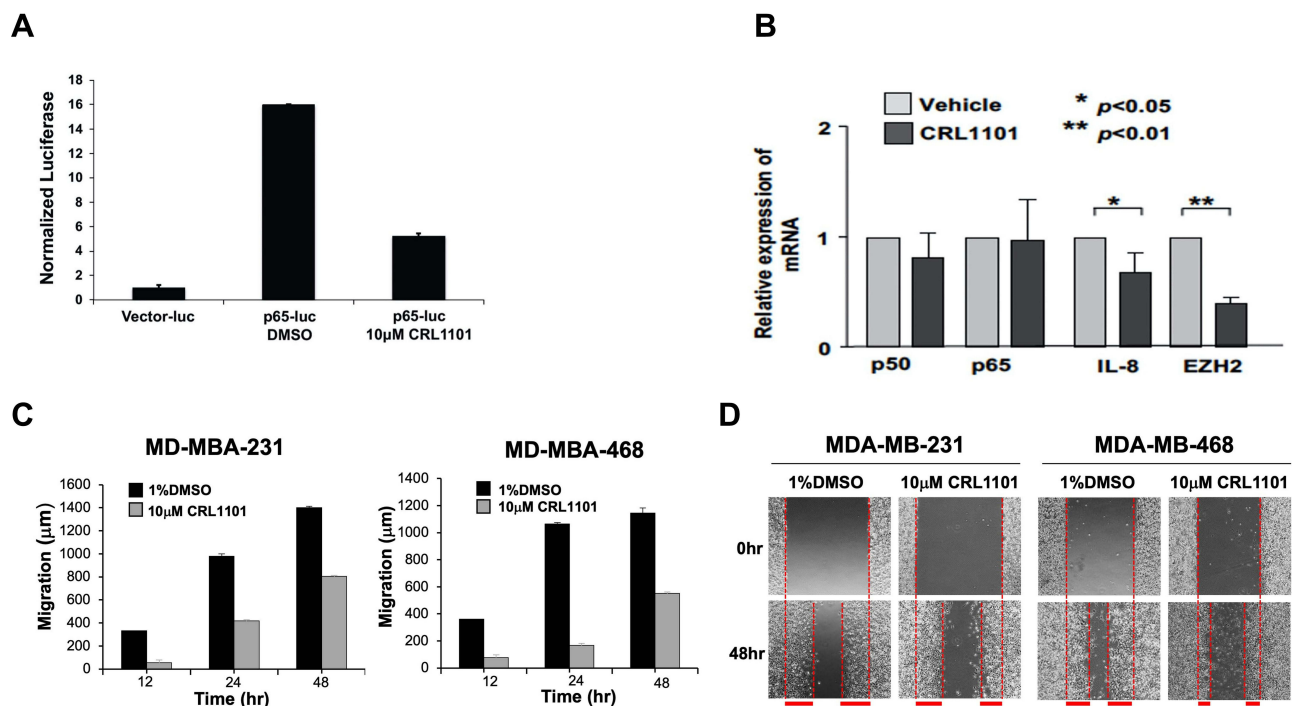 A
Normalized Luciferase
18
16
14
12
10
8
6
4
2
0
Vector-luc
p65-luc
DMSO
p65-luc
10μM CRL1101
B
Relative expression of
mRNA
Vehicle
CRL1101
* p<0.05
** p<0.01
2
1
0
*
**
p50
p65
IL-8
EZH2
C
MD-MBA-231
Migration (μm)
1600
1400
1200
1000
800
600
400
200
0
1%DMSO
10μM CRL1101
12
24
48
Time (hr)
MD-MBA-468
Migration (μm)
1400
1200
1000
800
600
400
200
0
1%DMSO
10μM CRL1101
12
24
48
Time (hr)
D
MDA-MB-231
MDA-MB-468
1%DMSO
10μM CRL1101
1%DMSO
10μM CRL1101
0hr
48hr